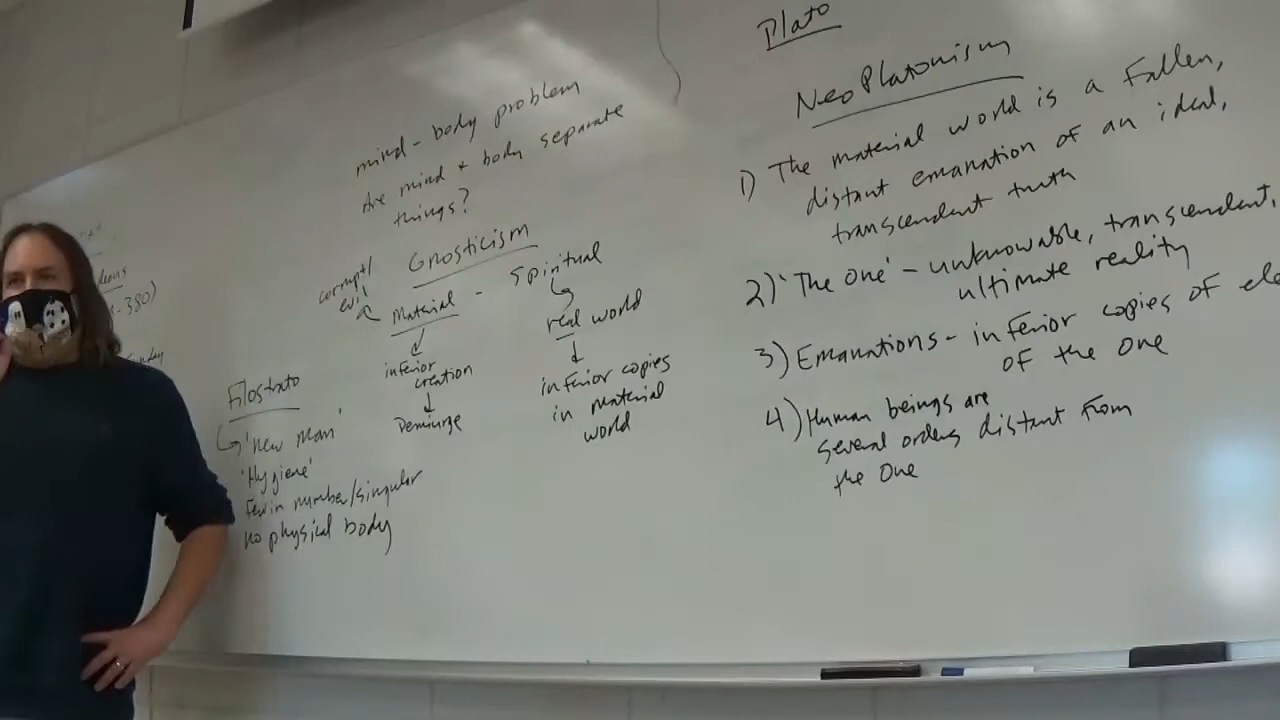 mind-body problem
Are mind + body separate
things?
Gnosticism
corrupt/
evil
Material - Spiritual
inferior
creation
Demiurge
real world
inferior copies
in material
world
Filostrato
'New Man'
'Hygiene'
Few in number/singular
no physical body
380)
Plato
NeoPlatonism
1) The material world is a Fallen,
distant emanation of an ideal,
transcendent truth
2) 'The One' - unknowable, transcendent,
ultimate reality
3) Emanations - inferior copies of
of the One
4) Human beings are
several orders distant from
the One